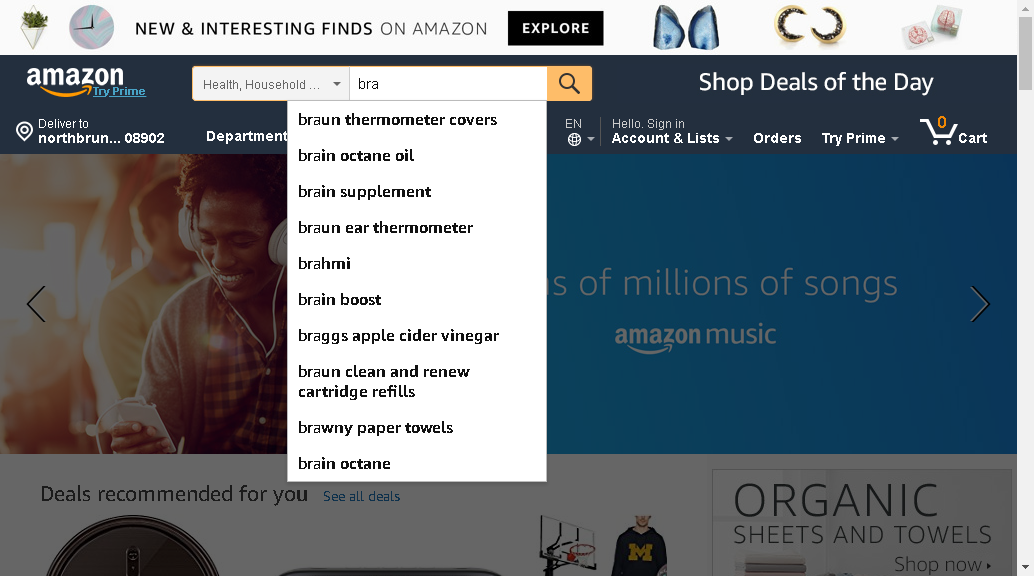 NEW & INTERESTING FINDS ON AMAZON EXPLORE
amazon
Try Prime
Health, Household ...
bra
Shop Deals of the Day
Deliver to
northbrun... 08902
Department
EN
Hello. Sign in
Account & Lists
Orders
Try Prime
0
Cart
braun thermometer covers
brain octane oil
brain supplement
braun ear thermometer
brahmi
brain boost
braggs apple cider vinegar
braun clean and renew
cartridge refills
brawny paper towels
brain octane
s of millions of songs
amazon music
Deals recommended for you See all deals
M
ORGANIC
SHEETS AND TOWELS
Shop now